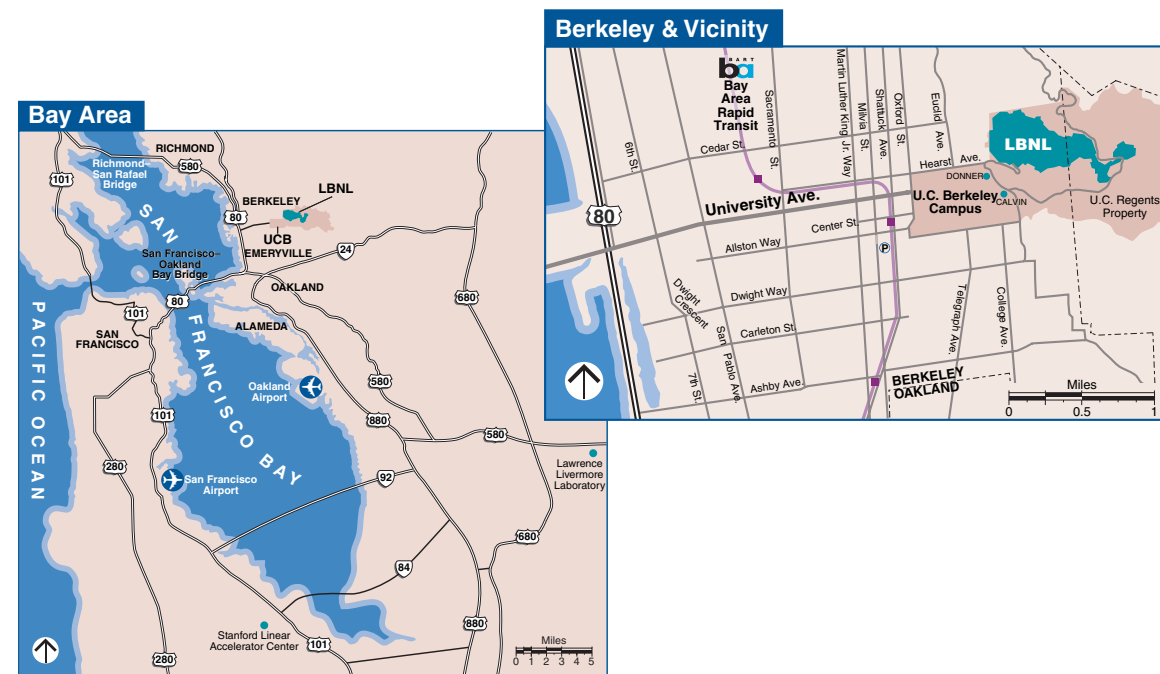 Bay Area
RICHMOND
580
101
Richmond–
San Rafael
Bridge
LBNL
BERKELEY
80
UCB
EMERYVILLE
24
SAN FRANCISCO BAY
San Francisco–
Oakland
Bay Bridge
80
OAKLAND
680
101
SAN
FRANCISCO
ALAMEDA
PACIFIC OCEAN
Oakland
Airport
580
101
880
580
280
San Francisco
Airport
92
Lawrence
Livermore
Laboratory
680
84
Stanford Linear
Accelerator Center
101
880
280
Miles
0 1 2 3 4 5
Berkeley & Vicinity
BART
ba
Bay
Area
Rapid
Transit
6th St.
Cedar St.
Sacramento St.
Martin Luther King Jr. Way
Milvia St.
Shattuck Ave.
Oxford St.
Euclid Ave.
LBNL
Hearst Ave.
DONNER
U.C. Berkeley
Campus
CALVIN
U.C. Regents
Property
80
University Ave.
Center St.
Allston Way
P
Dwight Crescent
Dwight Way
Carleton St.
San Pablo Ave.
7th St.
Ashby Ave.
Telegraph Ave.
College Ave.
BERKELEY
OAKLAND
Miles
0 0.5 1